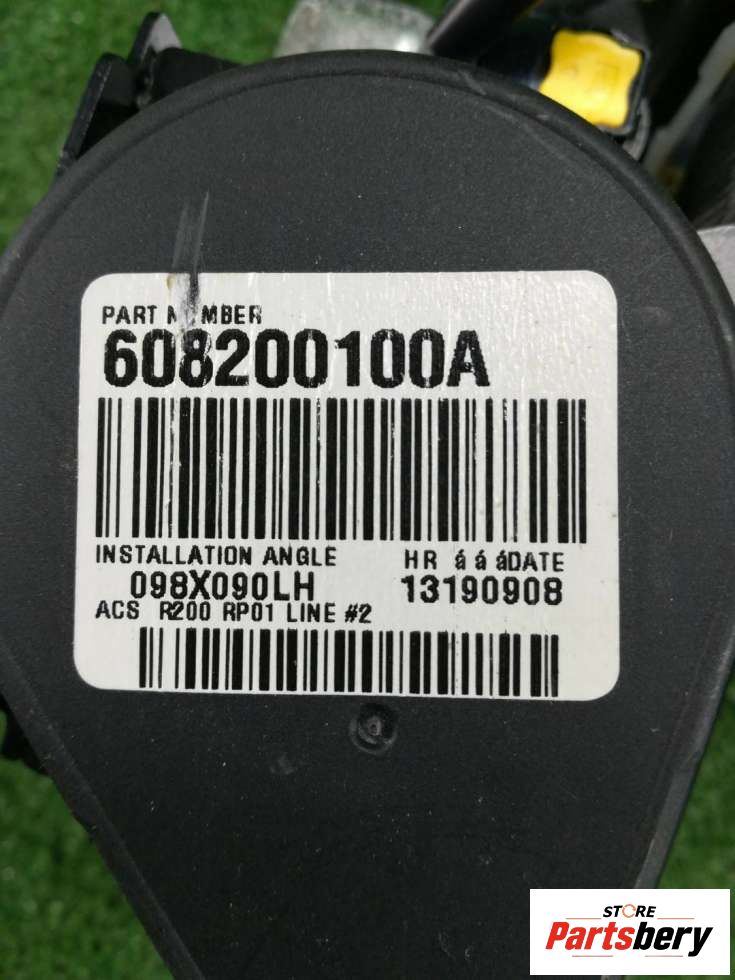 PART NUMBER
608200100A
INSTALLATION ANGLE HR á á áDATE
098X090LH 13190908
ACS R200 RP01 LINE #2
STORE
Partsbery